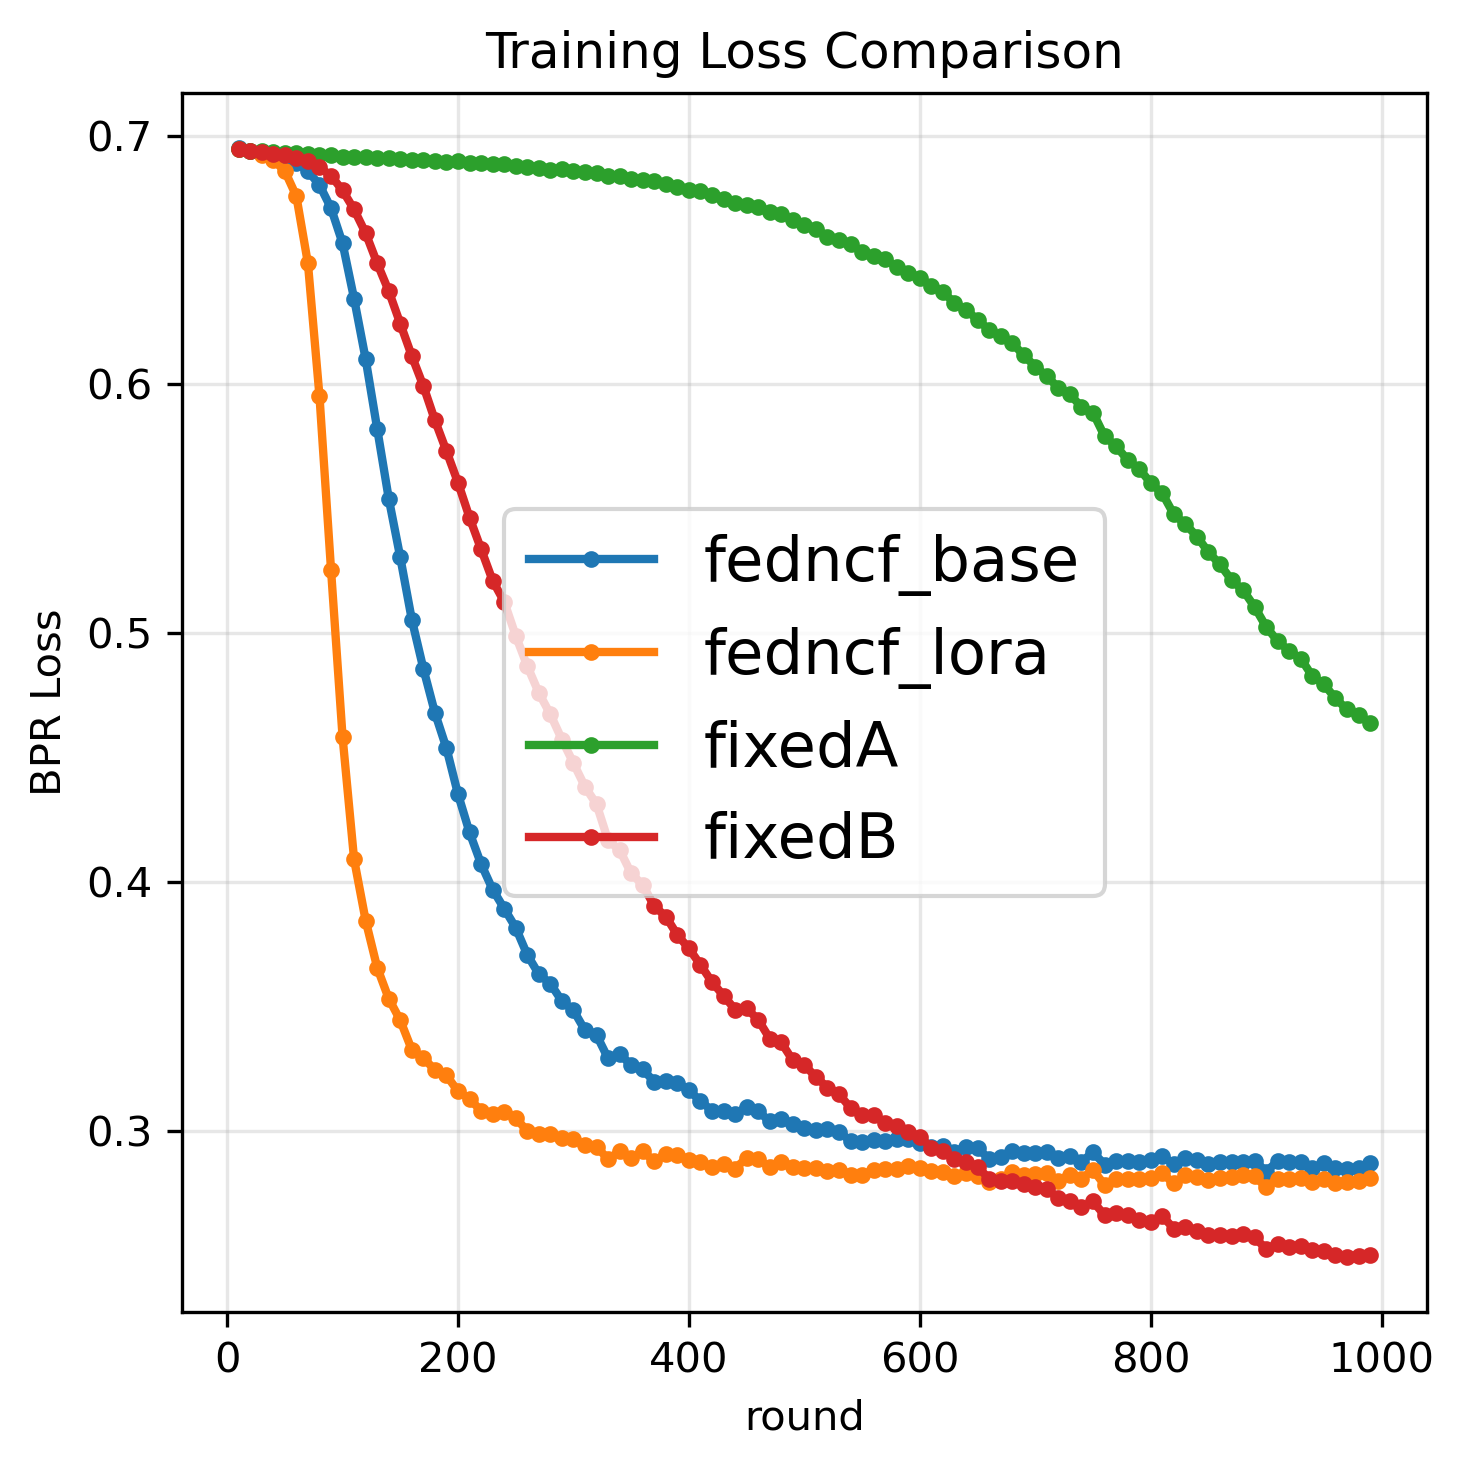 Training Loss Comparison
0.7
0.6
0.5
0.4
0.3
BPR Loss
fedncf_base
fedncf_lora
fixedA
fixedB
0 200 400 600 800 1000
round